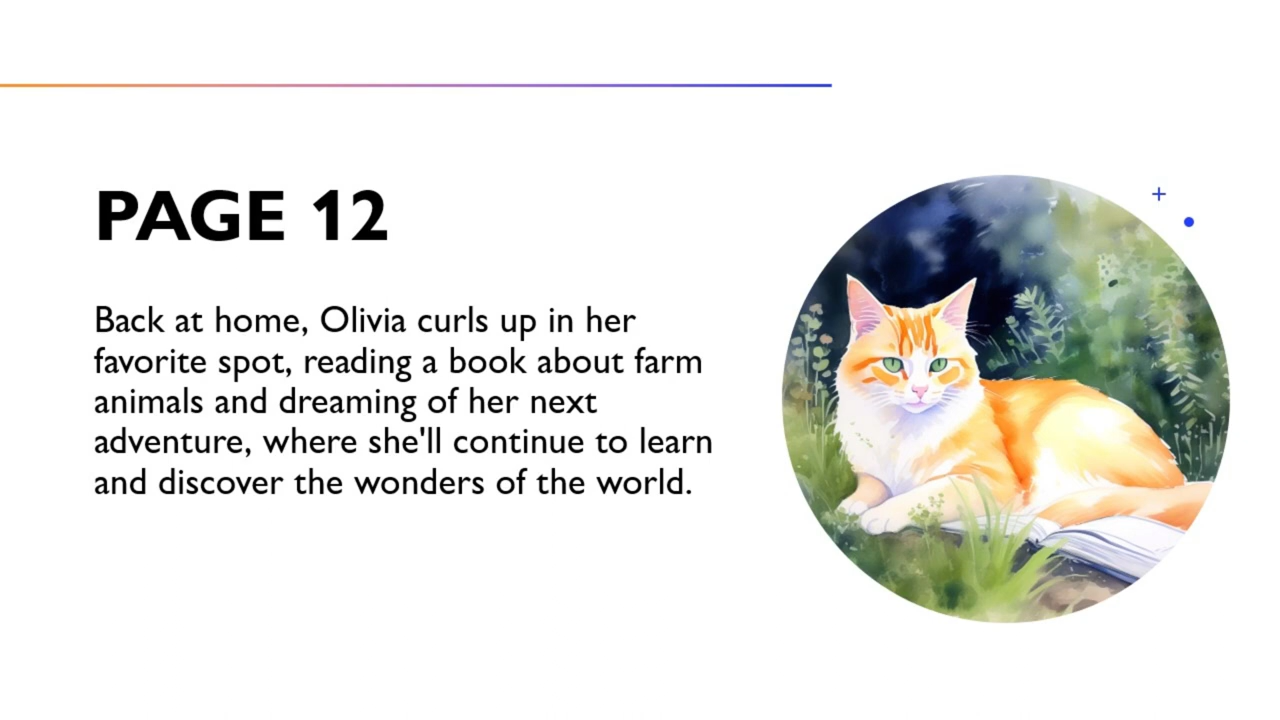 PAGE 12
Back at home, Olivia curls up in her
favorite spot, reading a book about farm
animals and dreaming of her next
adventure, where she'll continue to learn
and discover the wonders of the world.